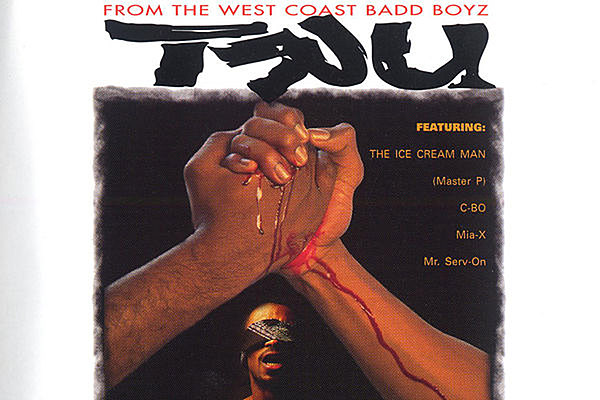 FROM THE WEST COAST BADD BOYZ
TRU
FEATURING:
THE ICE CREAM MAN
(Master P)
C-BO
Mia-X
Mr. Serv-On